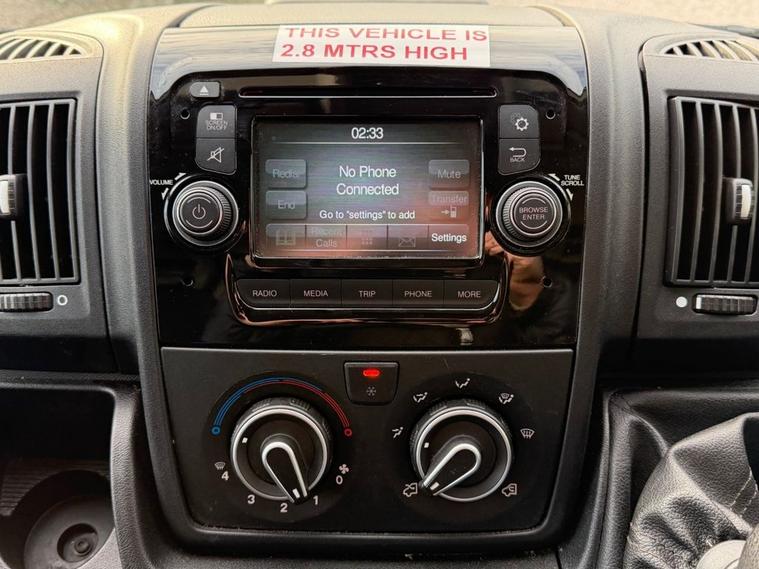 THIS VEHICLE IS
2.8 MTRS HIGH
SCREEN
ON/OFF
02:33
No Phone
Connected
Redial
Mute
End
Transfer
Go to "settings" to add
Recent
Calls
Settings
BACK
VOLUME
TUNE
SCROLL
BROWSE
ENTER
RADIO MEDIA TRIP PHONE MORE
4 3 2 1 0